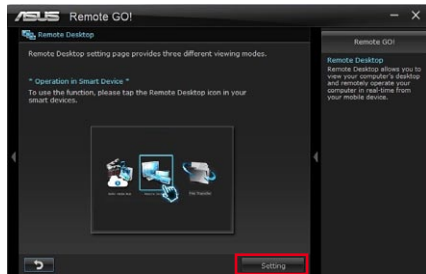 ASUS Remote GO!
Remote Desktop
Remote Desktop setting page provides three different viewing modes.
* Operation in Smart Device *
To use the function, please tap the Remote Desktop icon in your
smart devices.
Setting
Remote GO!
Remote Desktop
Remote Desktop allows you to
view your computer's desktop
and remotely operate your
computer in real-time from
your mobile device.